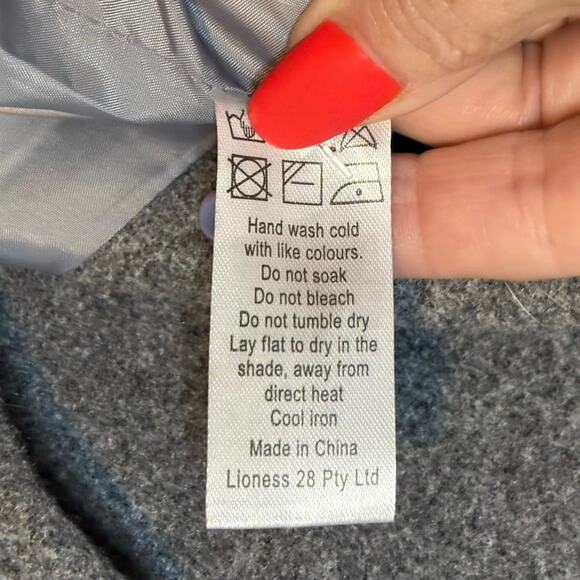 Hand wash cold
with like colours.
Do not soak
Do not bleach
Do not tumble dry
Lay flat to dry in the
shade, away from
direct heat
Cool iron
Made in China
Lioness 28 Pty Ltd